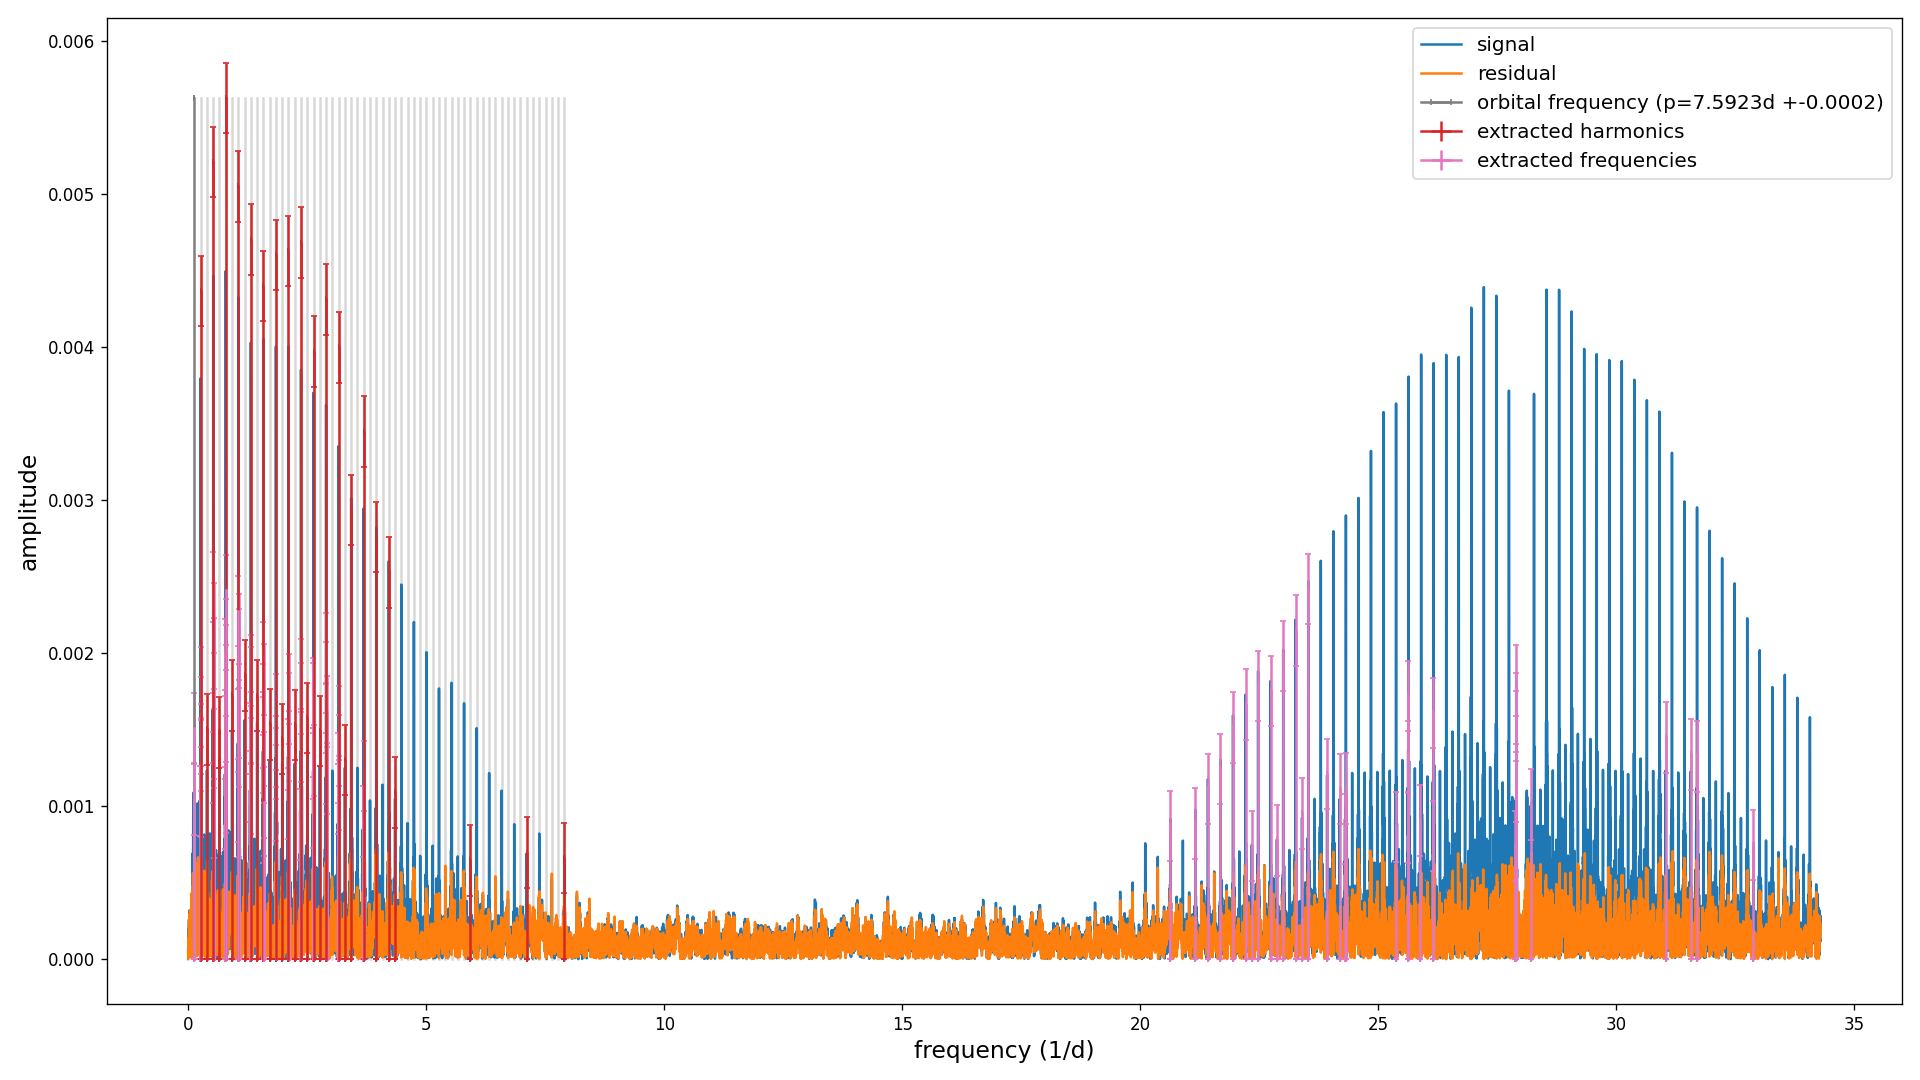 signal
residual
orbital frequency (p=7.5923d +-0.0002)
extracted harmonics
extracted frequencies
amplitude
0.006
0.005
0.004
0.003
0.002
0.001
0.000
0 5 10 15 20 25 30 35
frequency (1/d)